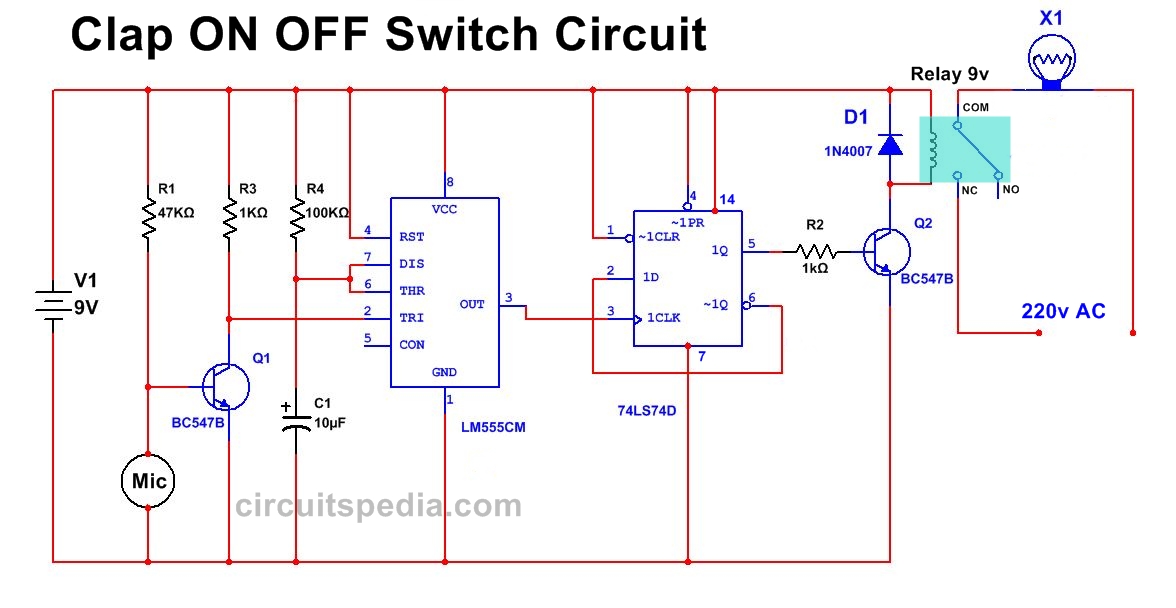 Clap ON OFF Switch Circuit
X1
Relay 9v
COM
D1
1N4007
NC
NO
R1
47KΩ
R3
1KΩ
R4
100KΩ
8
VCC
4
RST
7
DIS
6
THR
2
TRI
5
CON
OUT
3
GND
1
LM555CM
4
14
~1PR
1
~1CLR
2
1D
3
1CLK
1Q
5
~1Q
6
7
74LS74D
R2
1kΩ
Q2
BC547B
220v AC
V1
9V
Q1
BC547B
C1
10µF
+
Mic
circuitspedia.com